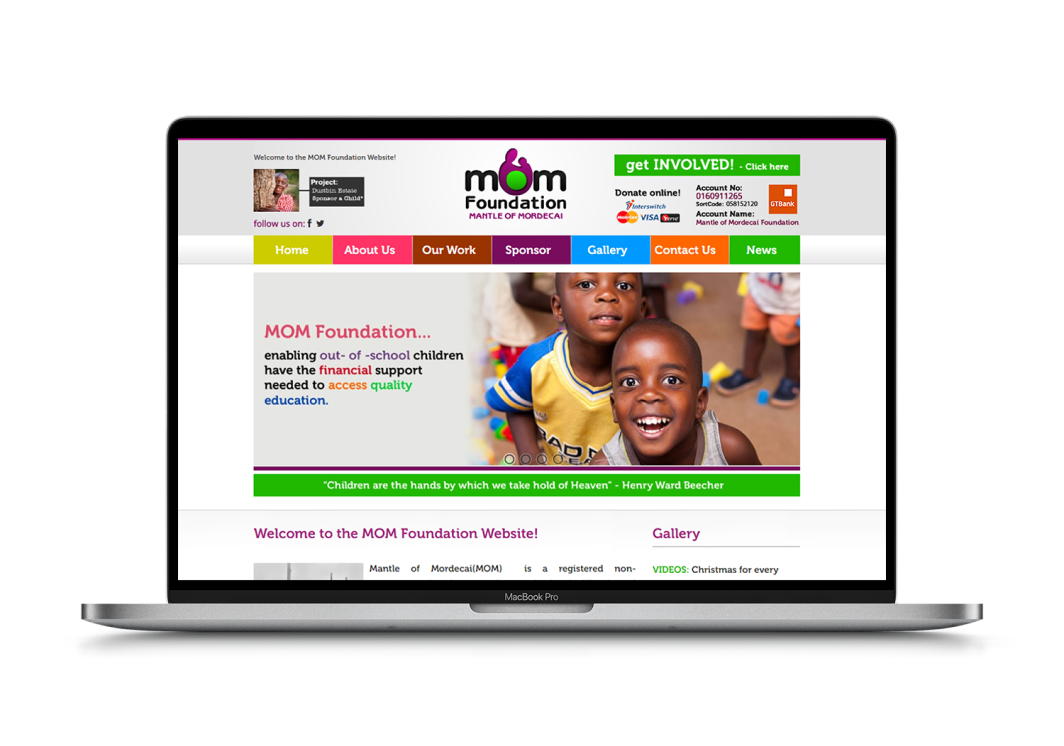 Welcome to the MOM Foundation Website!
Project:
Dustbin Estate
Sponsor a Child*
follow us on:
mom
Foundation
MANTLE OF MORDECAI
get INVOLVED! - Click here
Donate online!
Interswitch
MasterCard VISA Verve
Account No:
0160911265
SortCode: 058152120
Account Name:
Mantle of Mordecai Foundation
GTBank
Home About Us Our Work Sponsor Gallery Contact Us News
MOM Foundation...
enabling out- of -school children
have the financial support
needed to access quality
education.
"Children are the hands by which we take hold of Heaven" - Henry Ward Beecher
Welcome to the MOM Foundation Website!
Mantle of Mordecai(MOM) is a registered non-
Gallery
VIDEOS: Christmas for every
MacBook Pro